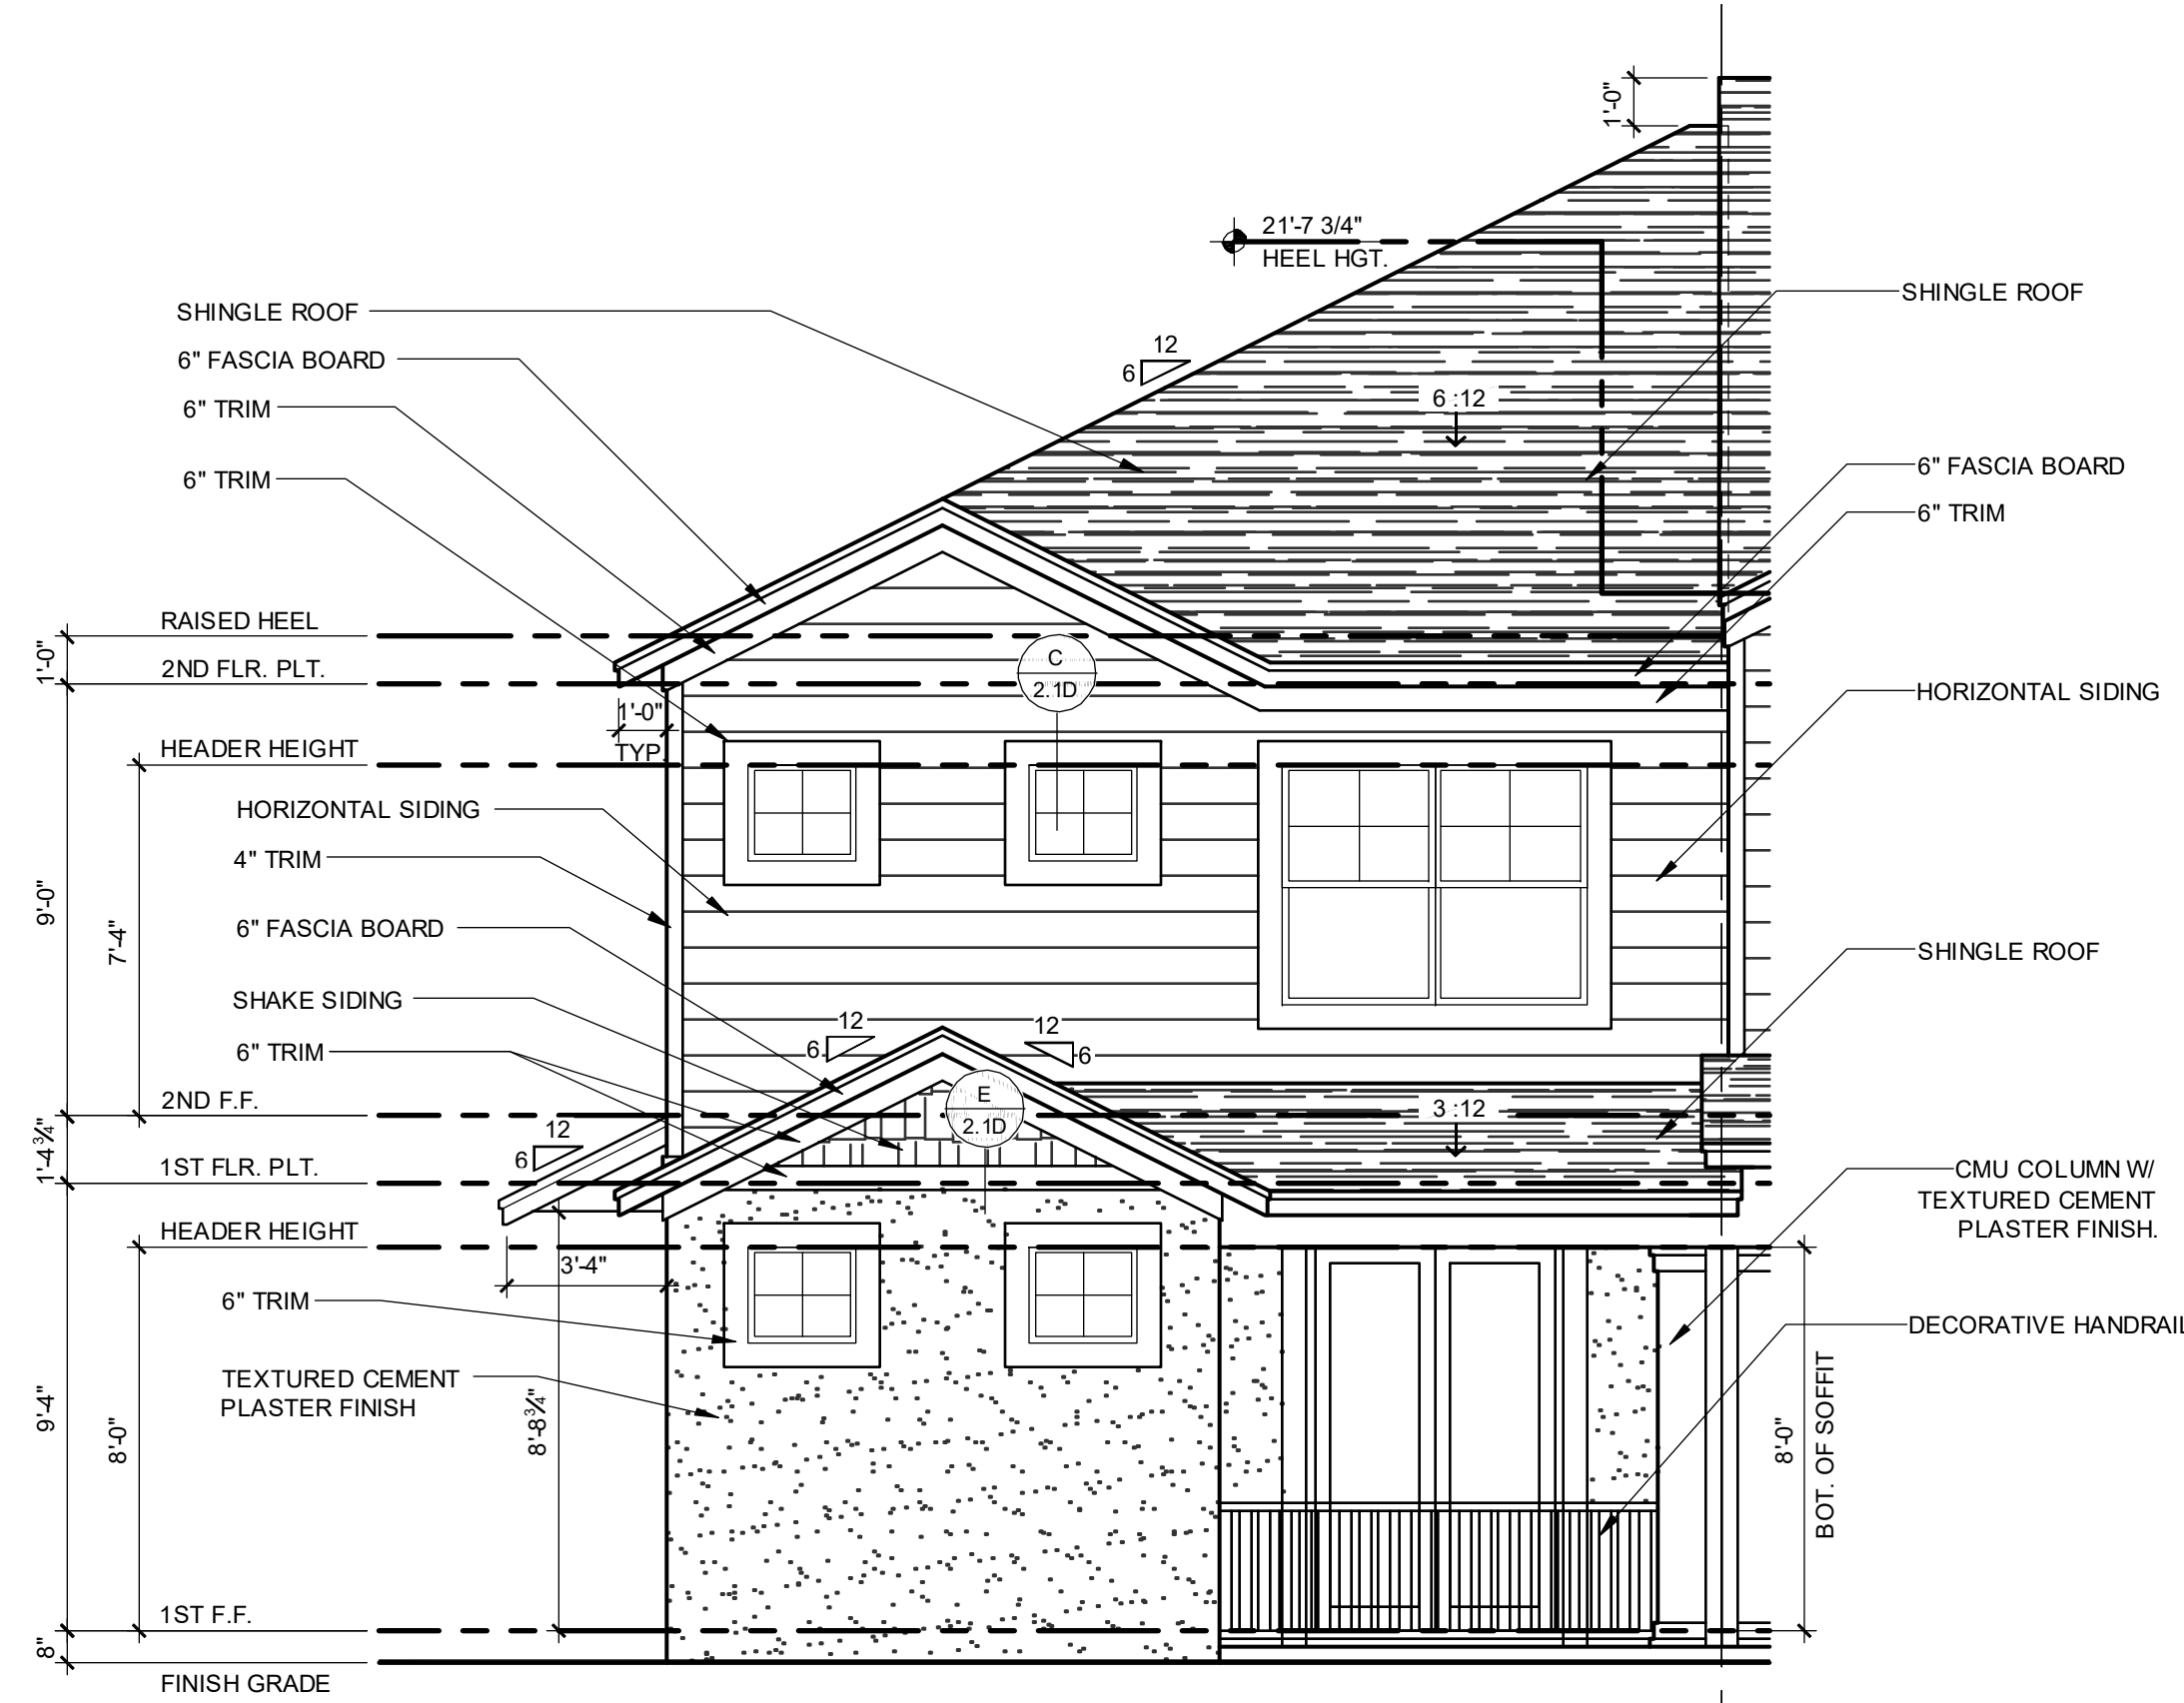 1'-0"
21'-7 3/4"
HEEL HGT.
SHINGLE ROOF
SHINGLE ROOF
6" FASCIA BOARD
12
6
6 :12
6" TRIM
6" FASCIA BOARD
6" TRIM
6" TRIM
RAISED HEEL
1'-0"
2ND FLR. PLT.
C
2.1D
HORIZONTAL SIDING
1'-0"
TYP.
HEADER HEIGHT
HORIZONTAL SIDING
4" TRIM
9'-0"
7'-4"
6" FASCIA BOARD
SHINGLE ROOF
SHAKE SIDING
12
6
12
6
6" TRIM
2ND F.F.
E
2.1D
3 :12
1'-4 3/4"
12
6
1ST FLR. PLT.
CMU COLUMN W/
TEXTURED CEMENT
PLASTER FINISH.
HEADER HEIGHT
3'-4"
6" TRIM
DECORATIVE HANDRAIL
TEXTURED CEMENT
PLASTER FINISH
9'-4"
8'-0"
8'-8 3/4"
8'-0"
BOT. OF SOFFIT
1ST F.F.
8"
FINISH GRADE